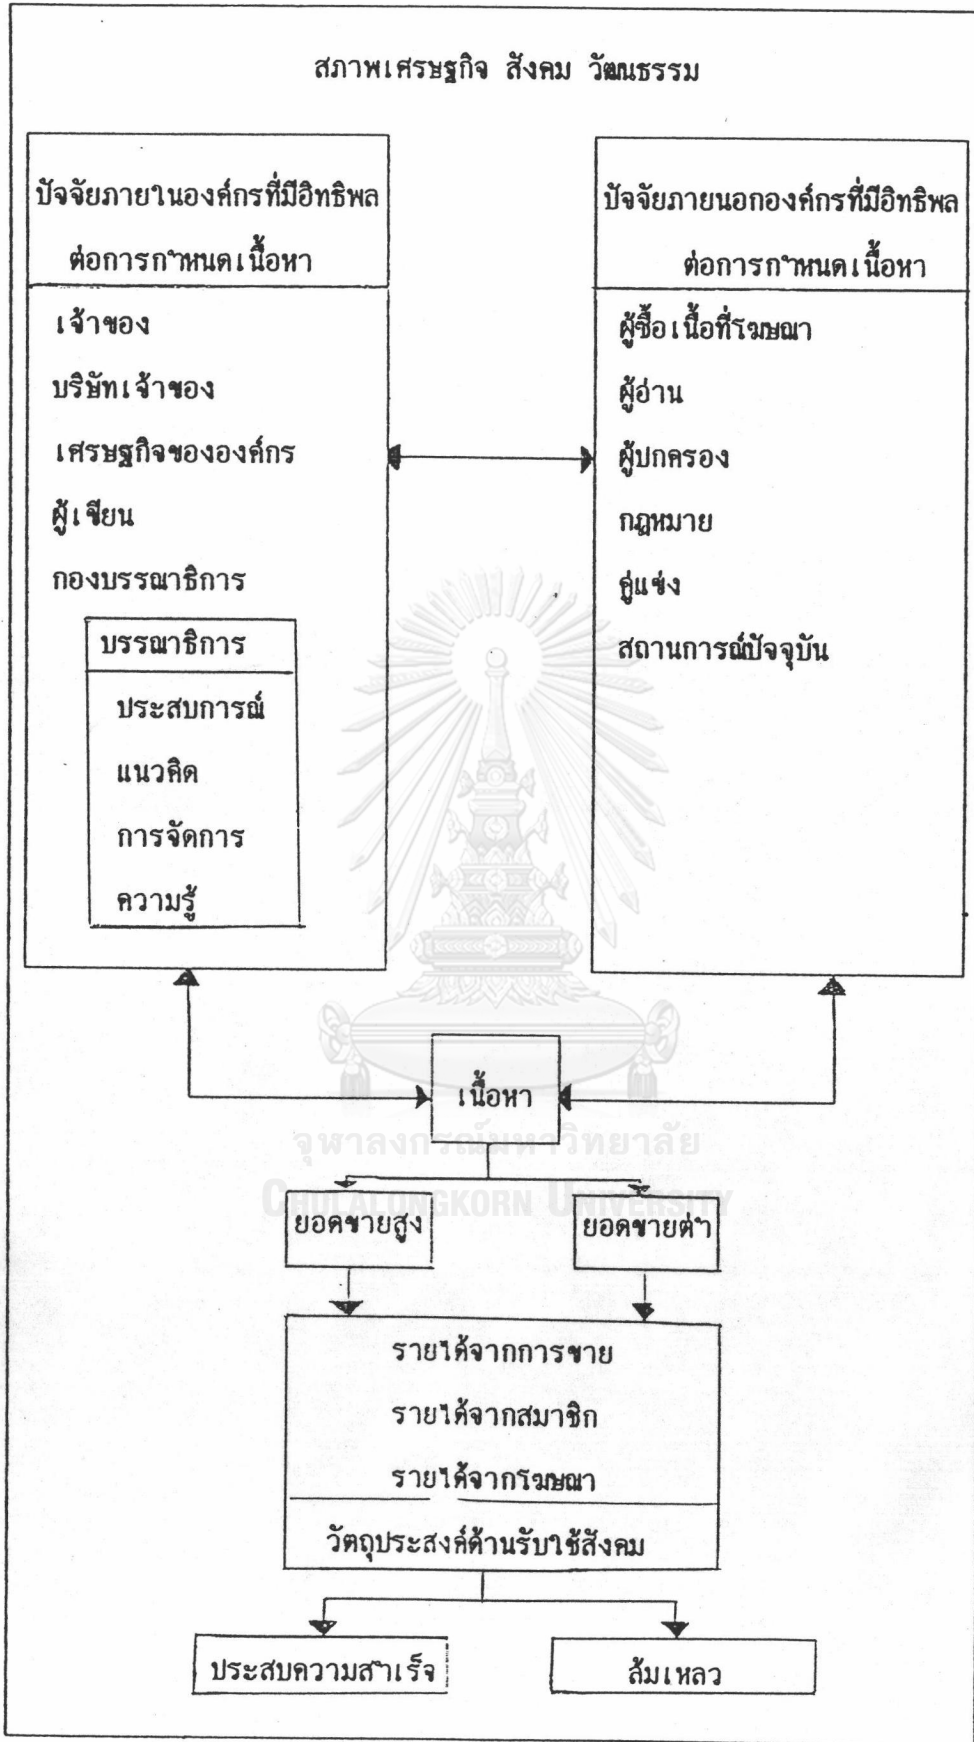 สภาพเศรษฐกิจ สังคม วัฒนธรรม
ปัจจัยภายในองค์กรที่มีอิทธิพล
ต่อการกำหนดเนื้อหา
เจ้าของ
บริษัทเจ้าของ
เศรษฐกิจขององค์กร
ผู้เขียน
กองบรรณาธิการ
บรรณาธิการ
ประสบการณ์
แนวคิด
การจัดการ
ความรู้
ปัจจัยภายนอกองค์กรที่มีอิทธิพล
ต่อการกำหนดเนื้อหา
ผู้ซื้อเนื้อที่โฆษณา
ผู้อ่าน
ผู้ปกครอง
กฎหมาย
คู่แข่ง
สถานการณ์ปัจจุบัน
เนื้อหา
จุฬาลงกรณ์มหาวิทยาลัย
CHULALONGKORN UNIVERSITY
ยอดขายสูง
ยอดขายต่ำ
รายได้จากการขาย
รายได้จากสมาชิก
รายได้จากโฆษณา
วัตถุประสงค์ด้านรับใช้สังคม
ประสบความสำเร็จ
ล้มเหลว